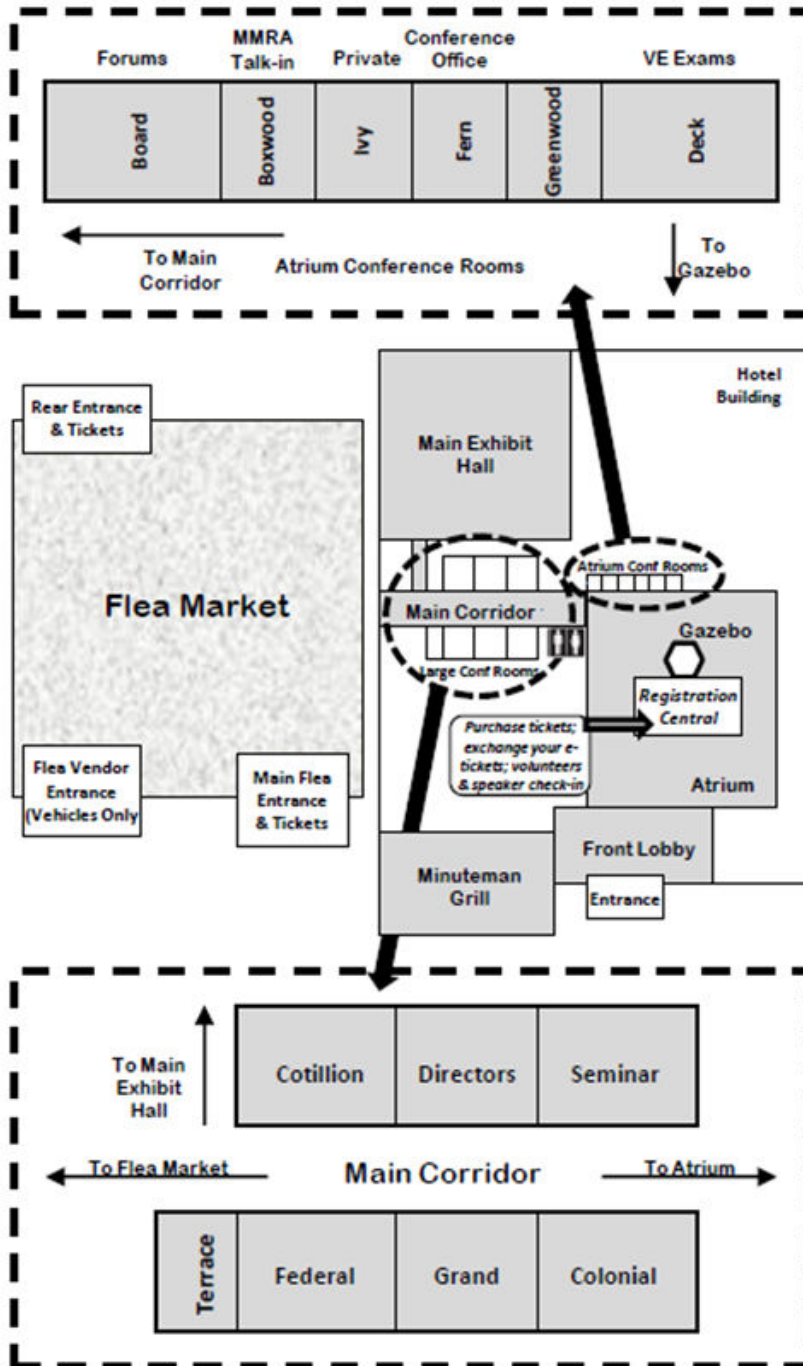 Forums
MMRA
Talk-in
Private
Conference
Office
VE Exams
Board
Boxwood
Ivy
Fern
Greenwood
Deck
To Main
Corridor
Atrium Conference Rooms
To
Gazebo
Hotel
Building
Rear Entrance
& Tickets
Main Exhibit
Hall
Flea Market
Atrium Conf Rooms
Main Corridor
Gazebo
Large Conf Rooms
Registration
Central
Purchase tickets;
exchange your e-
tickets; volunteers
& speaker check-in
Flea Vendor
Entrance
(Vehicles Only
Main Flea
Entrance
& Tickets
Atrium
Front Lobby
Minuteman
Grill
Entrance
To Main
Exhibit
Hall
Cotillion
Directors
Seminar
To Flea Market
Main Corridor
To Atrium
Terrace
Federal
Grand
Colonial